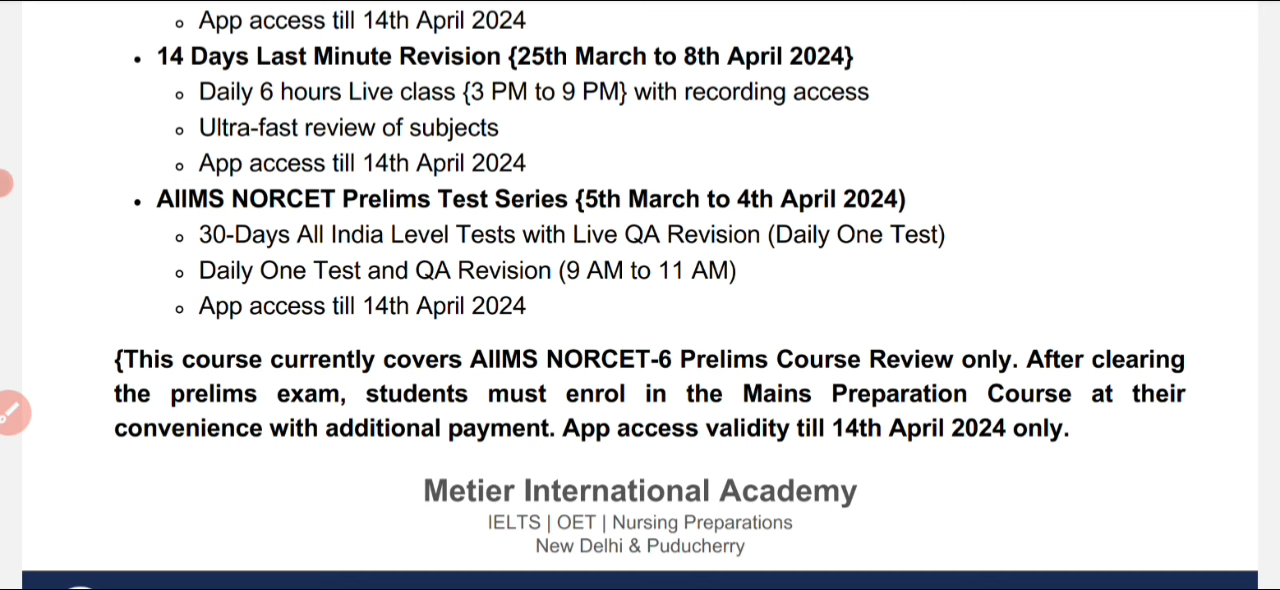 ◦ App access till 14th April 2024
• 14 Days Last Minute Revision {25th March to 8th April 2024}
◦ Daily 6 hours Live class {3 PM to 9 PM} with recording access
◦ Ultra-fast review of subjects
◦ App access till 14th April 2024
• AIIMS NORCET Prelims Test Series {5th March to 4th April 2024)
◦ 30-Days All India Level Tests with Live QA Revision (Daily One Test)
◦ Daily One Test and QA Revision (9 AM to 11 AM)
◦ App access till 14th April 2024
{This course currently covers AIIMS NORCET-6 Prelims Course Review only. After clearing
the prelims exam, students must enrol in the Mains Preparation Course at their
convenience with additional payment. App access validity till 14th April 2024 only.
Metier International Academy
IELTS | OET | Nursing Preparations
New Delhi & Puducherry